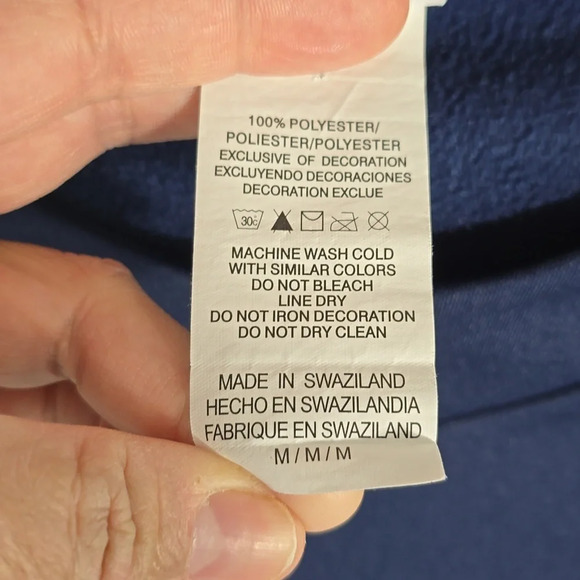 100% POLYESTER/
POLIESTER/POLYESTER
EXCLUSIVE OF DECORATION
EXCLUYENDO DECORACIONES
DECORATION EXCLUE
30°C
MACHINE WASH COLD
WITH SIMILAR COLORS
DO NOT BLEACH
LINE DRY
DO NOT IRON DECORATION
DO NOT DRY CLEAN
MADE IN SWAZILAND
HECHO EN SWAZILANDIA
FABRIQUE EN SWAZILAND
M/M/M